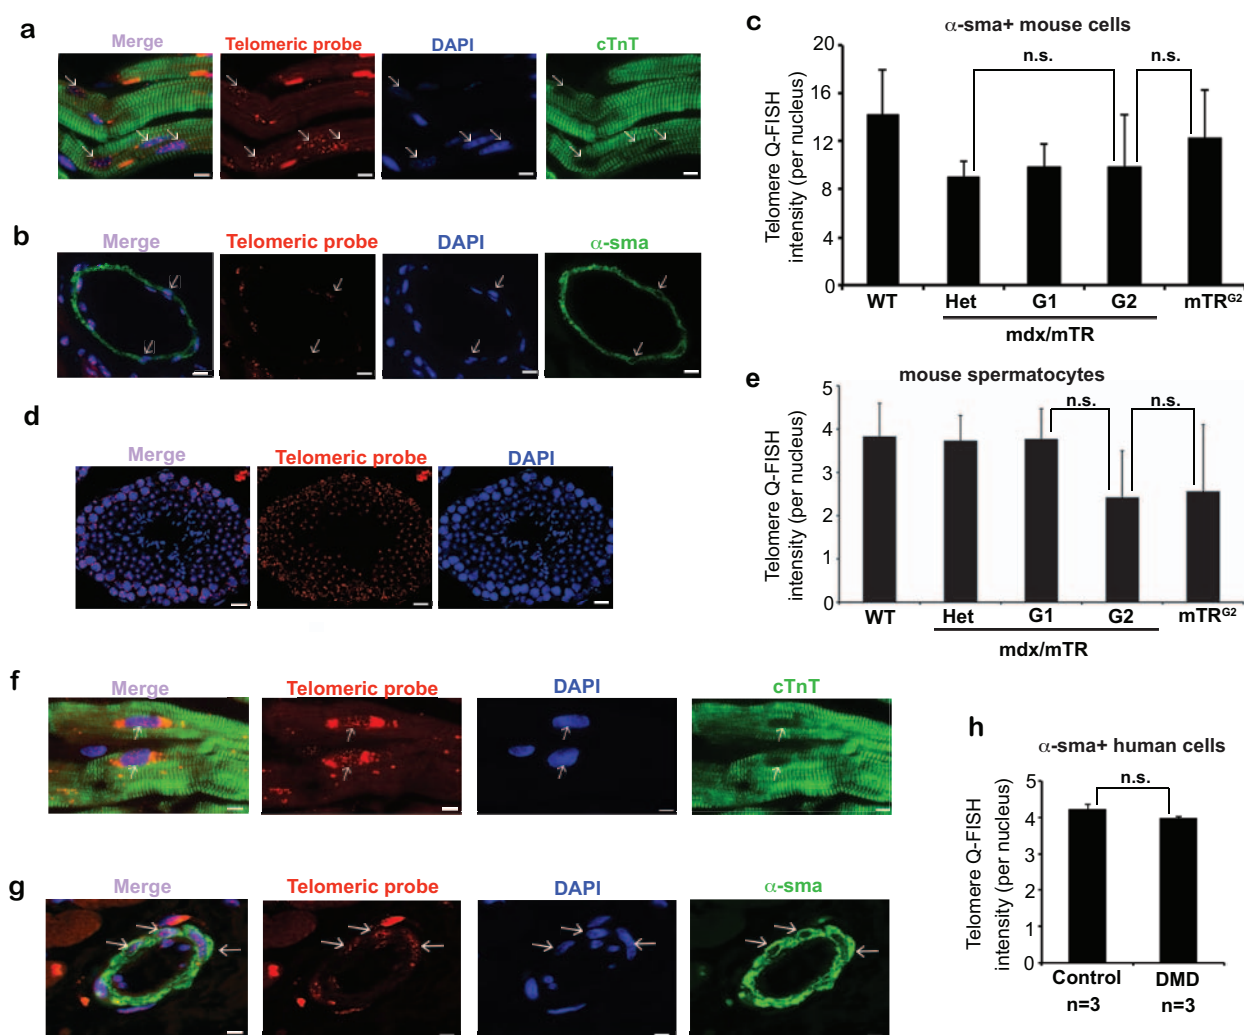 a
Merge
Telomeric probe
DAPI
cTnT
b
Merge
Telomeric probe
DAPI
α-sma
c
α-sma+ mouse cells
Telomere Q-FISH
intensity (per nucleus)
20
16
12
8
4
0
n.s.
n.s.
WT
Het
G1
G2
mTRG2
mdx/mTR
d
Merge
Telomeric probe
DAPI
e
mouse spermatocytes
Telomere Q-FISH
intensity (per nucleus)
5
4
3
2
1
0
n.s.
n.s.
WT
Het
G1
G2
mTRG2
mdx/mTR
f
Merge
Telomeric probe
DAPI
cTnT
g
Merge
Telomeric probe
DAPI
α-sma
h
α-sma+ human cells
Telomere Q-FISH
intensity (per nucleus)
5
4
3
2
1
0
n.s.
Control
DMD
n=3
n=3